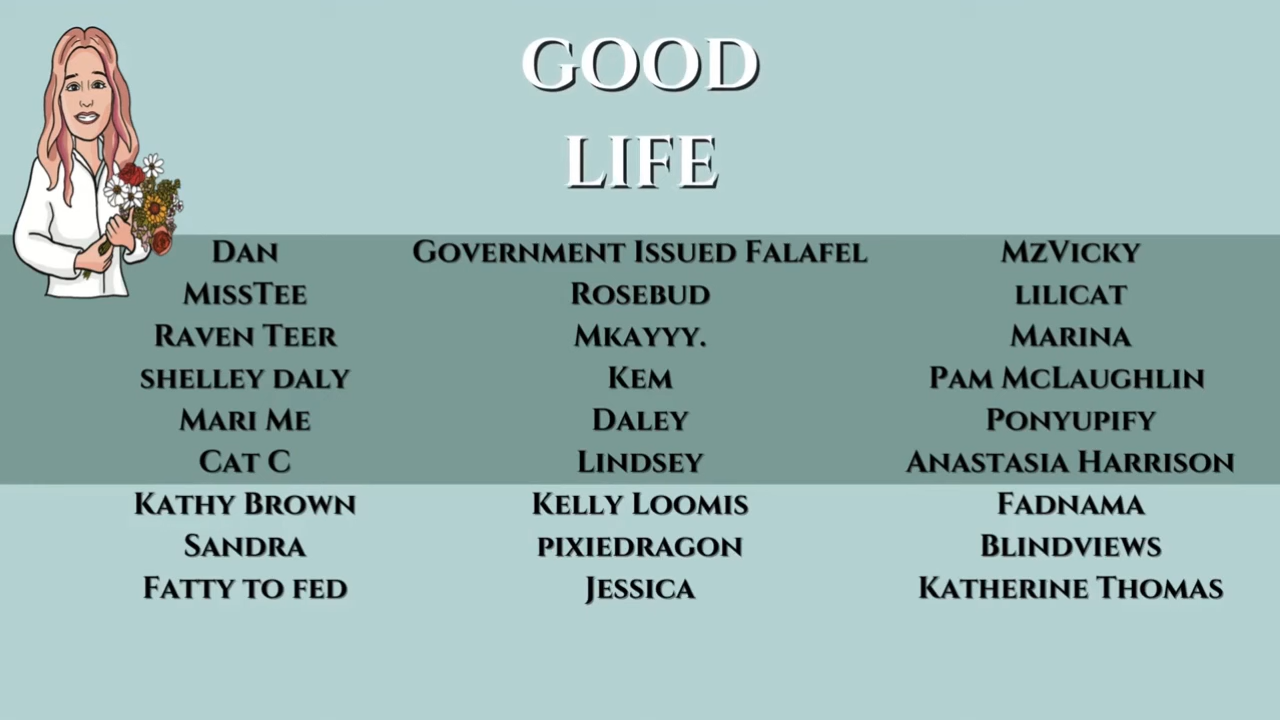 GOOD
LIFE
Dan Government Issued Falafel MzVicky
MissTee Rosebud lilicat
Raven Teer Mkayyy. Marina
shelley daly Kem Pam McLaughlin
Mari Me Daley Ponyupify
Cat C Lindsey Anastasia Harrison
Kathy Brown Kelly Loomis Fadnama
Sandra pixiedragon Blindviews
Fatty to fed Jessica Katherine Thomas